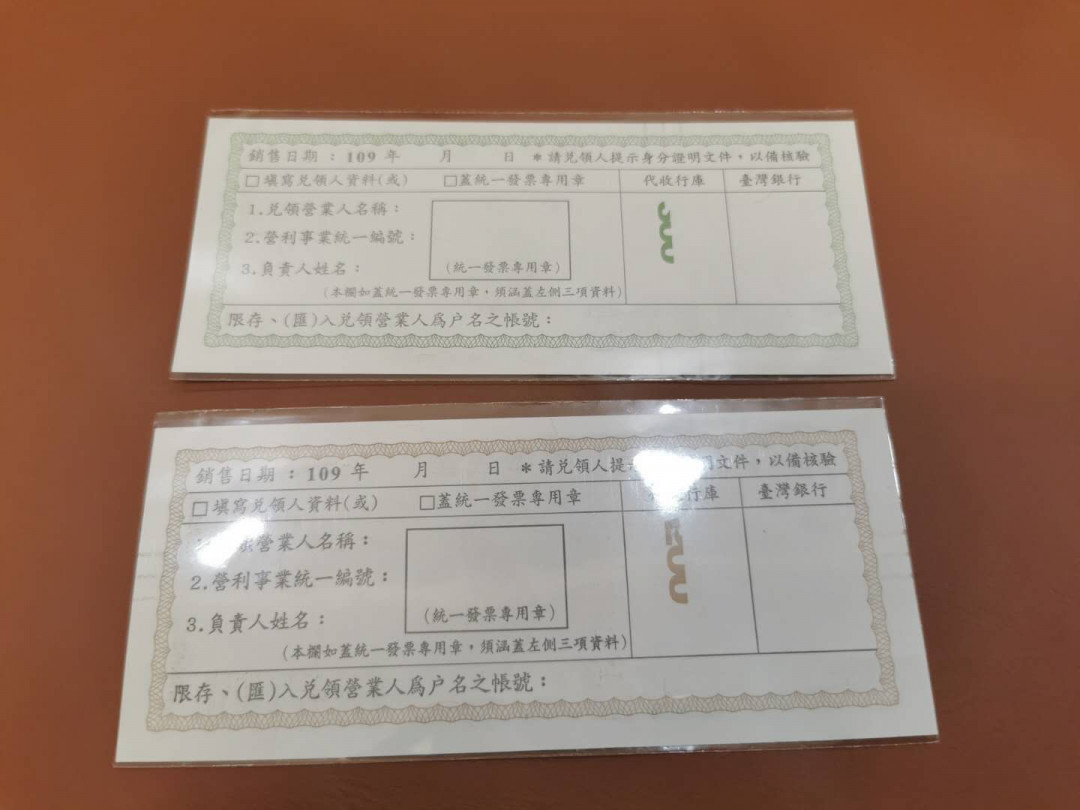 銷售日期：109 年 月 日 *請兌領人提示身分證明文件，以備核驗
□填寫兌領人資料(或) □蓋統一發票專用章 代收行庫 臺灣銀行
1.兌領營業人名稱：
2.營利事業統一編號：
3.負責人姓名： (統一發票專用章)
(本欄如蓋統一發票專用章，須涵蓋左側三項資料)
限存、(匯)入兌領營業人爲户名之帳號：
銷售日期：109 年 月 日 *請兌領人提 明文件，以備核驗
□填寫兌領人資料(或) □蓋統一發票專用章 行庫 臺灣銀行
營業人名稱：
2.營利事業統一編號：
3.負責人姓名： (統一發票專用章)
(本欄如蓋統一發票專用章，須涵蓋左側三項資料)
限存、(匯)入兌領營業人爲户名之帳號：